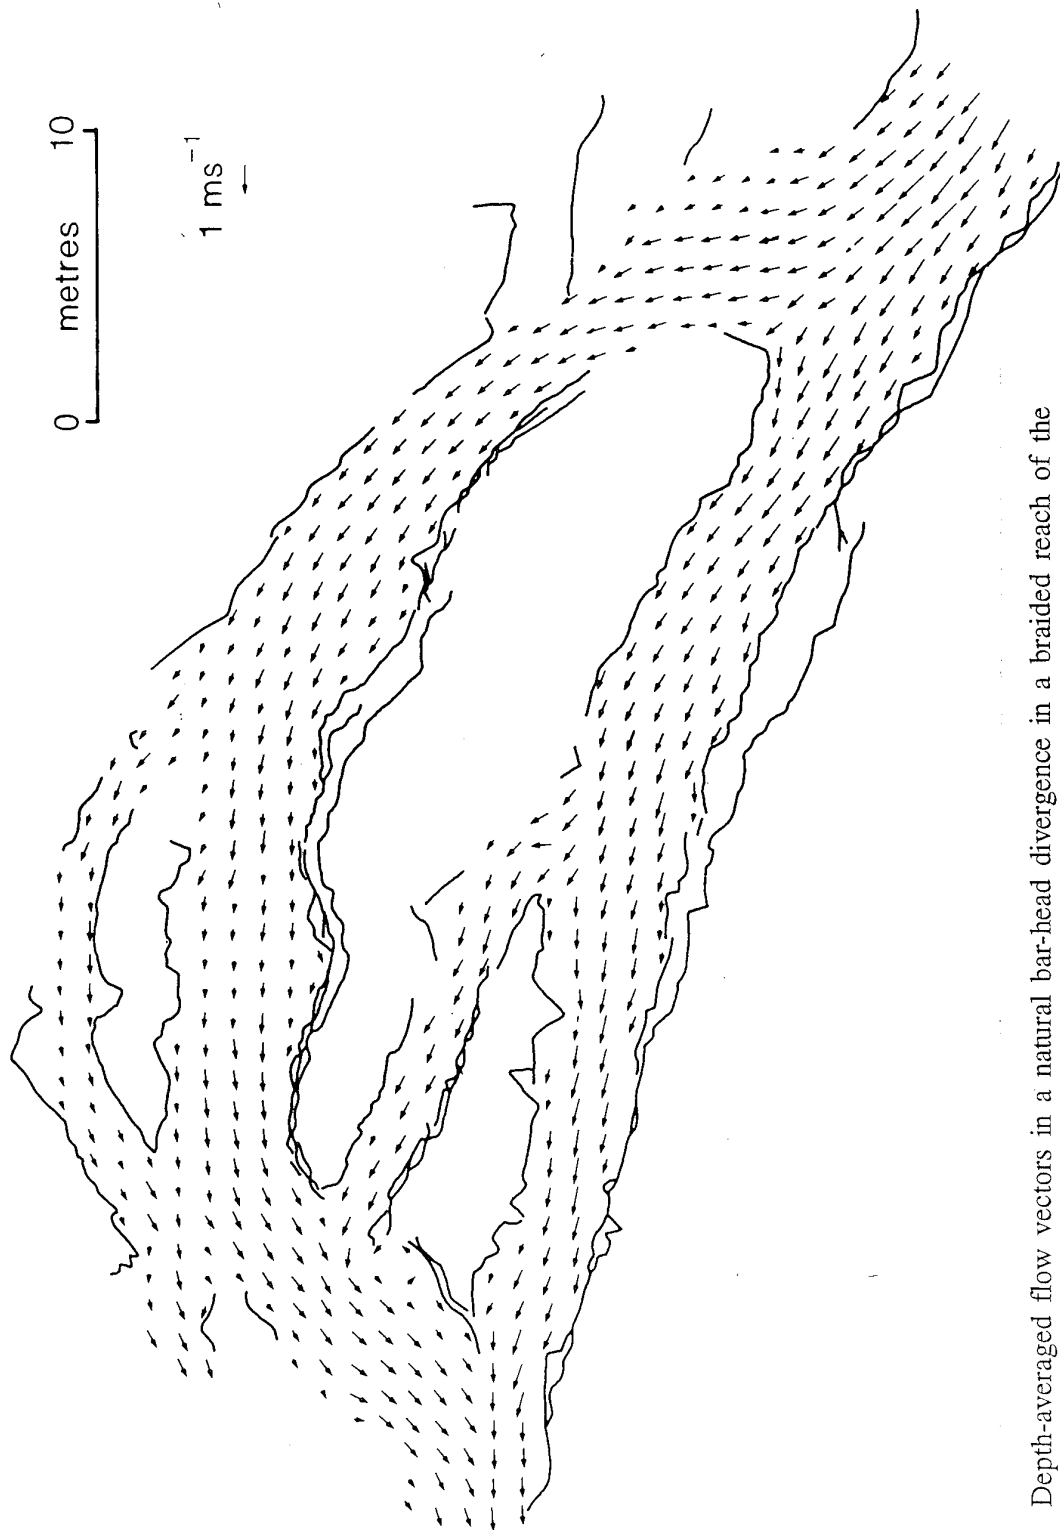 0 metres 10
1 ms⁻¹
Depth-averaged flow vectors in a natural bar-head divergence in a braided reach of the